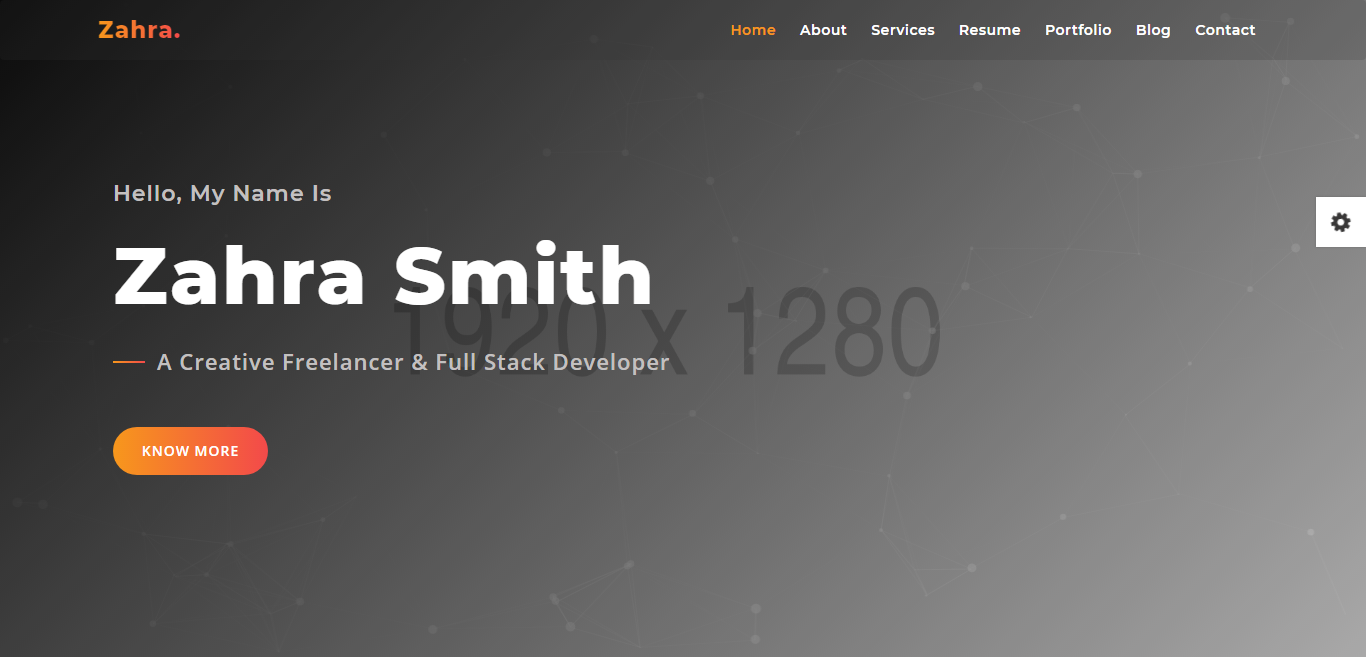 Zahra.
Home About Services Resume Portfolio Blog Contact
Hello, My Name Is
Zahra Smith
1920 x 1280
A Creative Freelancer & Full Stack Developer
KNOW MORE